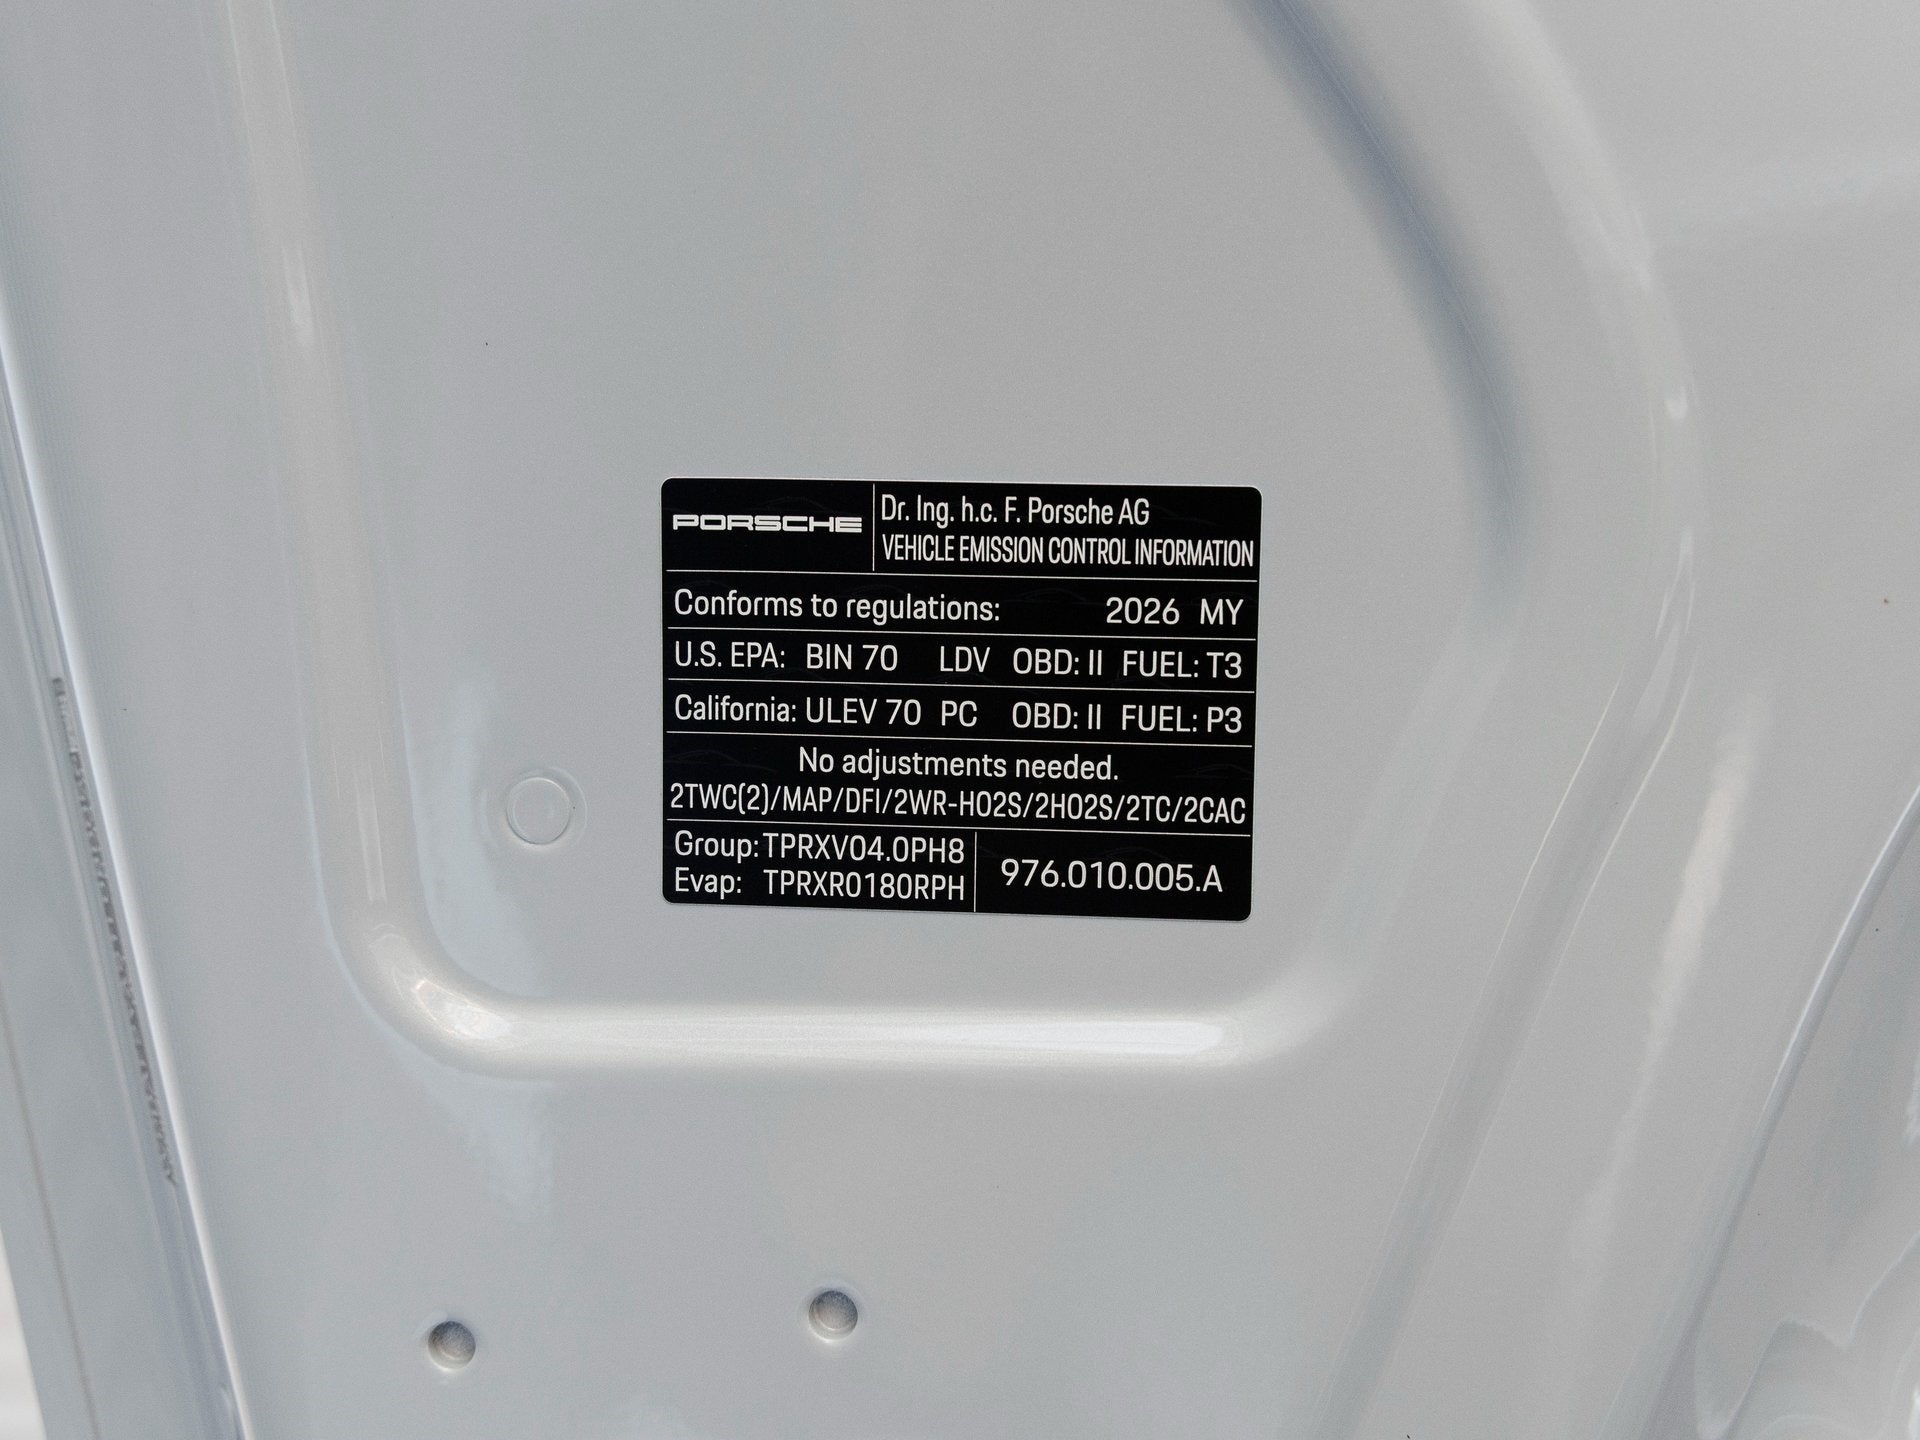 PORSCHE
Dr. Ing. h.c. F. Porsche AG
VEHICLE EMISSION CONTROL INFORMATION
Conforms to regulations: 2026 MY
U.S. EPA: BIN 70 LDV OBD: II FUEL: T3
California: ULEV 70 PC OBD: II FUEL: P3
No adjustments needed.
2TWC(2)/MAP/DFI/2WR-HO2S/2HO2S/2TC/2CAC
Group: TPRXV04.0PH8
Evap: TPRXR0180RPH
976.010.005.A